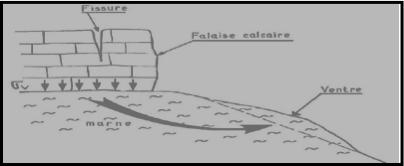 Fissure
Falaise calcaire
σv
Ventre
marne